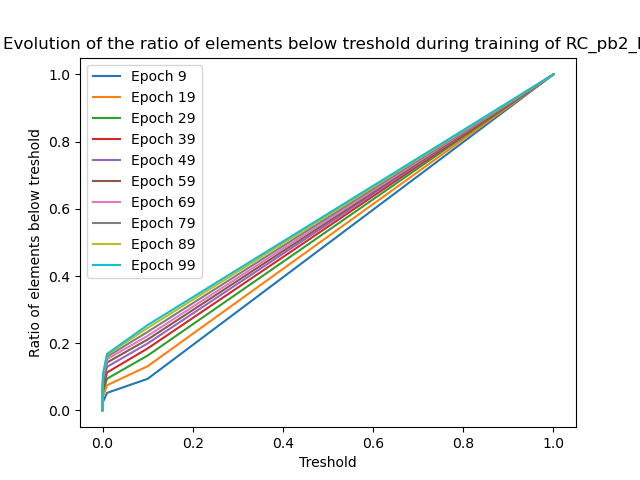 Evolution of the ratio of elements below treshold during training of RC_pb2_
1.0
0.8
0.6
0.4
0.2
0.0
Ratio of elements below treshold
Epoch 9
Epoch 19
Epoch 29
Epoch 39
Epoch 49
Epoch 59
Epoch 69
Epoch 79
Epoch 89
Epoch 99
0.0 0.2 0.4 0.6 0.8 1.0
Treshold